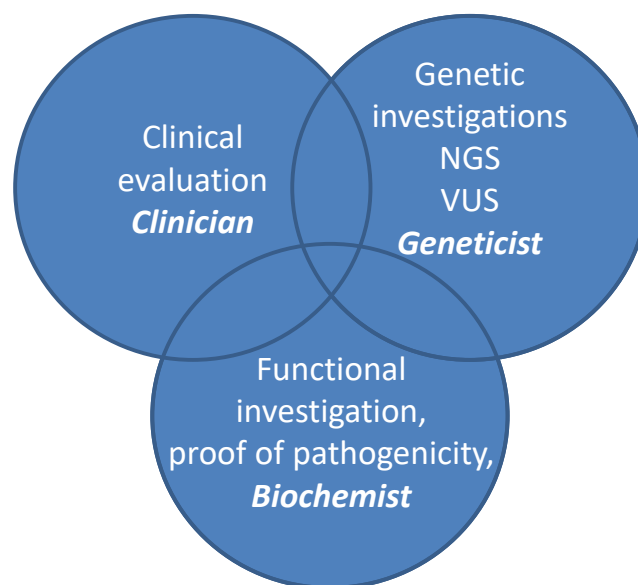 Clinical
evaluation
Clinician
Genetic
investigations
NGS
VUS
Geneticist
Functional
investigation,
proof of pathogenicity,
Biochemist